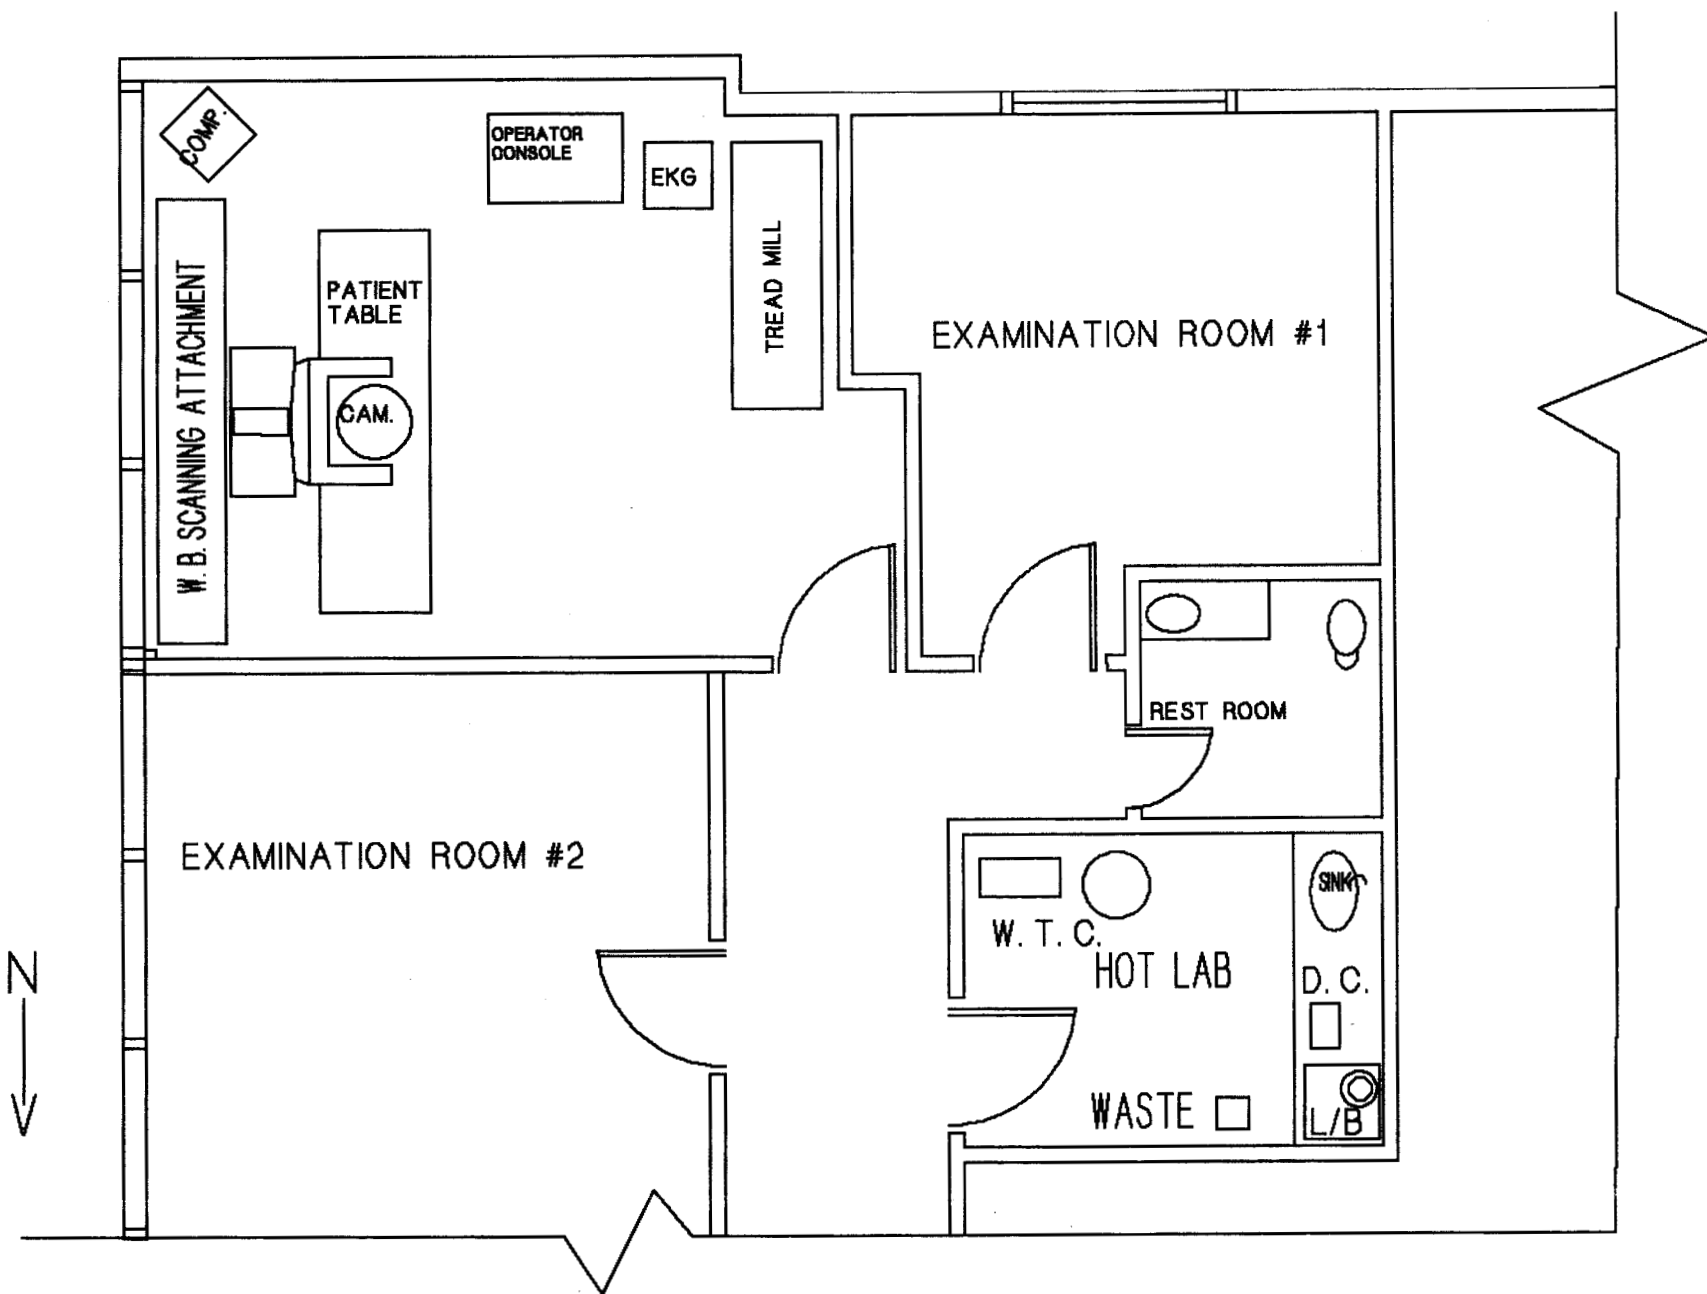 COMP.
OPERATOR
CONSOLE
EKG
TREAD MILL
W.B. SCANNING ATTACHMENT
PATIENT
TABLE
CAM.
EXAMINATION ROOM #1
REST ROOM
EXAMINATION ROOM #2
SINK
W. T. C.
HOT LAB
D. C.
N
WASTE
L/B